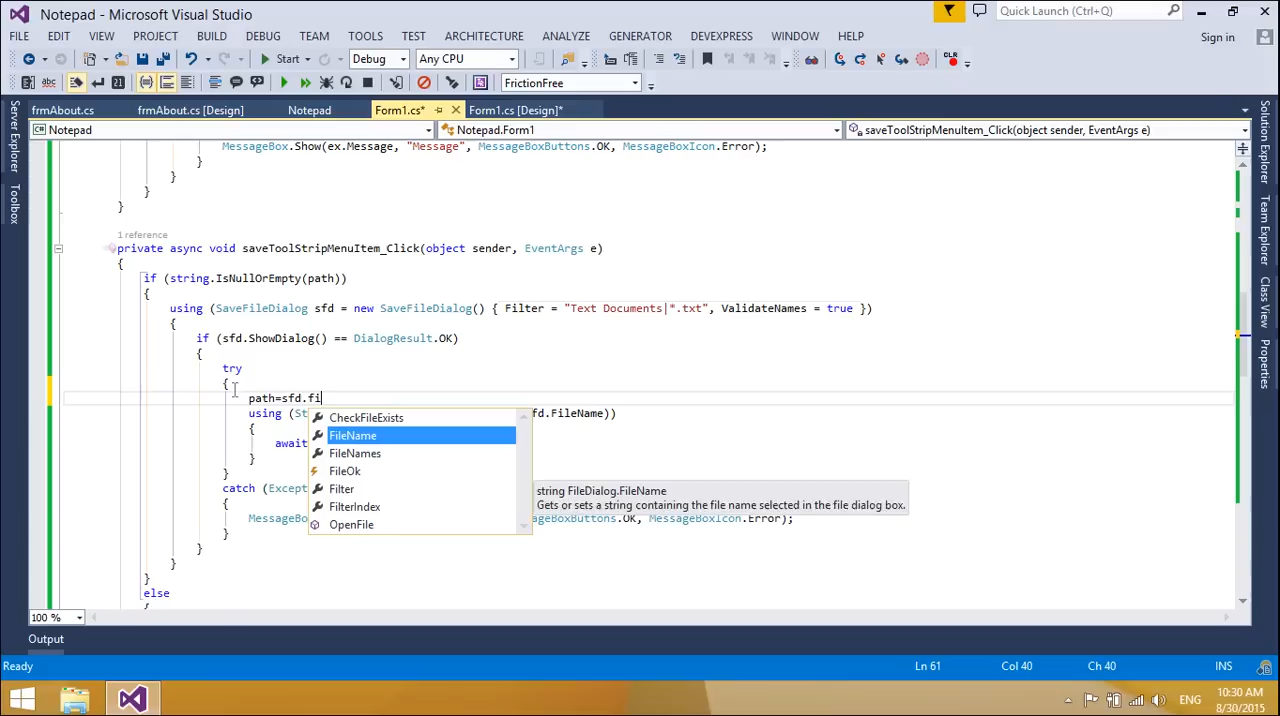 Notepad - Microsoft Visual Studio
Quick Launch (Ctrl+Q)
FILE EDIT VIEW PROJECT BUILD DEBUG TEAM TOOLS TEST ARCHITECTURE ANALYZE GENERATOR DEVEXPRESS WINDOW HELP Sign in
Start Debug Any CPU CLR
FrictionFree
frmAbout.cs frmAbout.cs [Design] Notepad Form1.cs* Form1.cs [Design]*
Notepad Notepad.Form1 saveToolStripMenuItem_Click(object sender, EventArgs e)
Server Explorer
Toolbox
Solution Explorer
Team Explorer
Class View
Properties
MessageBox.Show(ex.Message, "Message", MessageBoxButtons.OK, MessageBoxIcon.Error);
}
}
}
}
1 reference
private async void saveToolStripMenuItem_Click(object sender, EventArgs e)
{
if (string.IsNullOrEmpty(path))
{
using (SaveFileDialog sfd = new SaveFileDialog() { Filter = "Text Documents|*.txt", ValidateNames = true })
{
if (sfd.ShowDialog() == DialogResult.OK)
{
try
{
path=sfd.fi
using (St fd.FileName))
{
await
}
}
catch (Except
{
MessageBo ageBoxButtons.OK, MessageBoxIcon.Error);
}
}
}
}
else
{
CheckFileExists
FileName
FileNames
FileOk
Filter
FilterIndex
OpenFile
string FileDialog.FileName
Gets or sets a string containing the file name selected in the file dialog box.
100 %
Output
Ready Ln 61 Col 40 Ch 40 INS
ENG
10:30 AM
8/30/2015